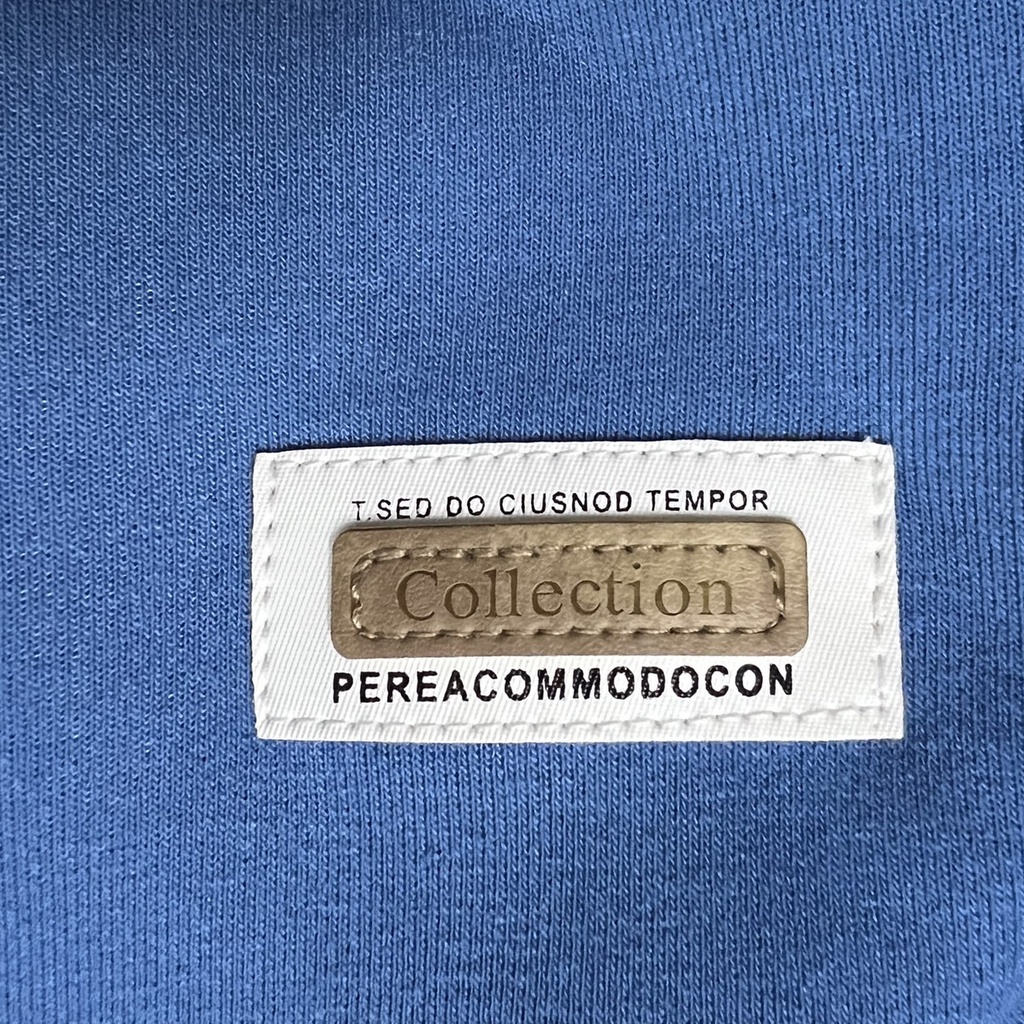 T.SED DO CIUSNOD TEMPOR
Collection
PEREACOMMODOCON